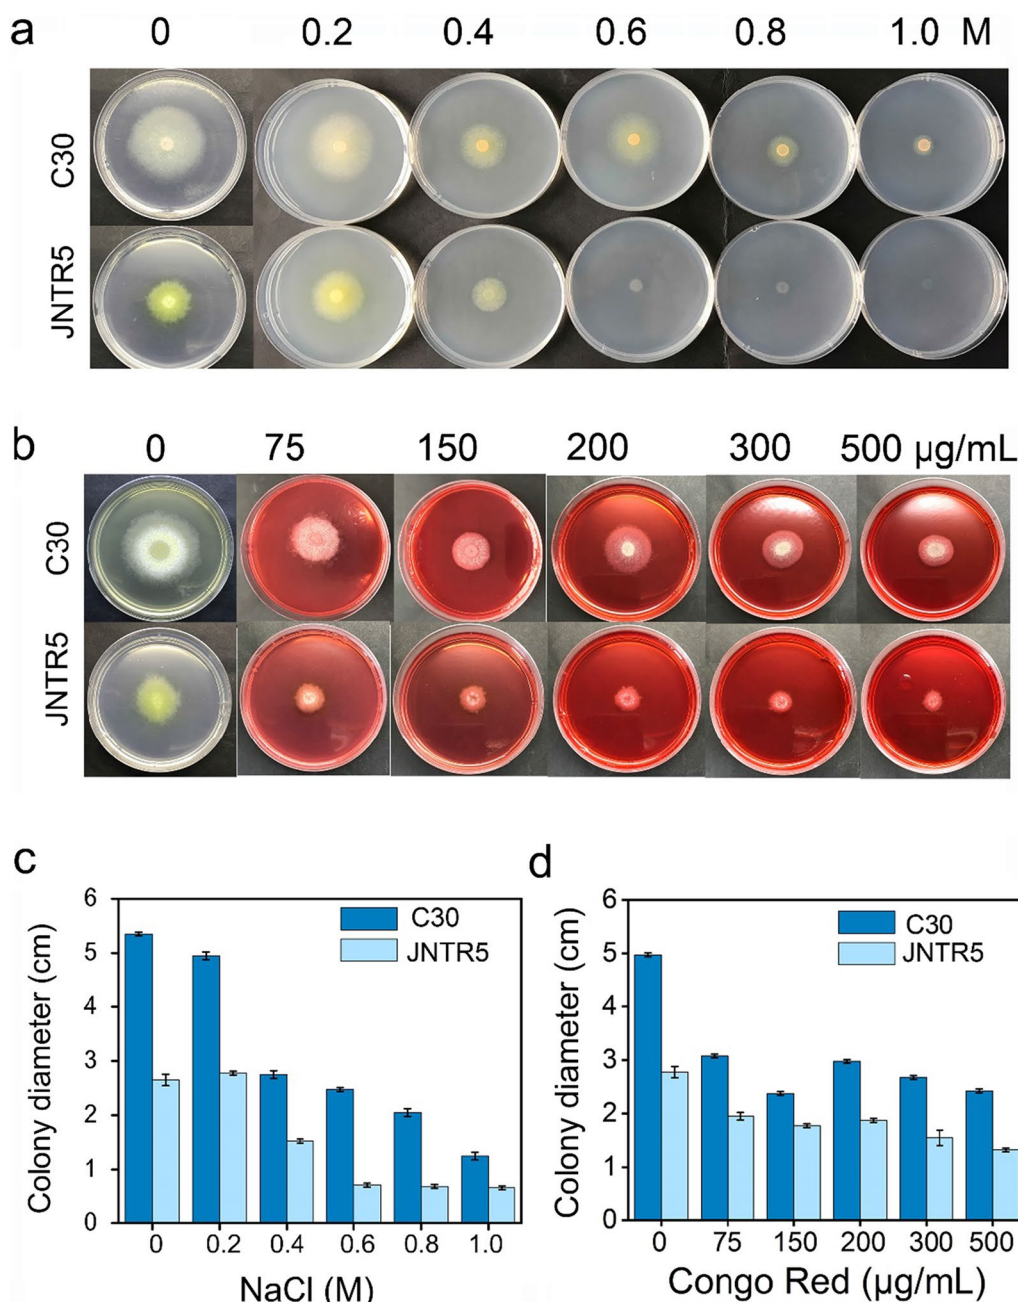 a 0 0.2 0.4 0.6 0.8 1.0 M
C30
JNTR5
b 0 75 150 200 300 500 µg/mL
C30
JNTR5
c
6
5
4
3
2
1
0
Colony diameter (cm)
C30
JNTR5
0 0.2 0.4 0.6 0.8 1.0
NaCl (M)
d
6
5
4
3
2
1
0
Colony diameter (cm)
C30
JNTR5
0 75 150 200 300 500
Congo Red (µg/mL)